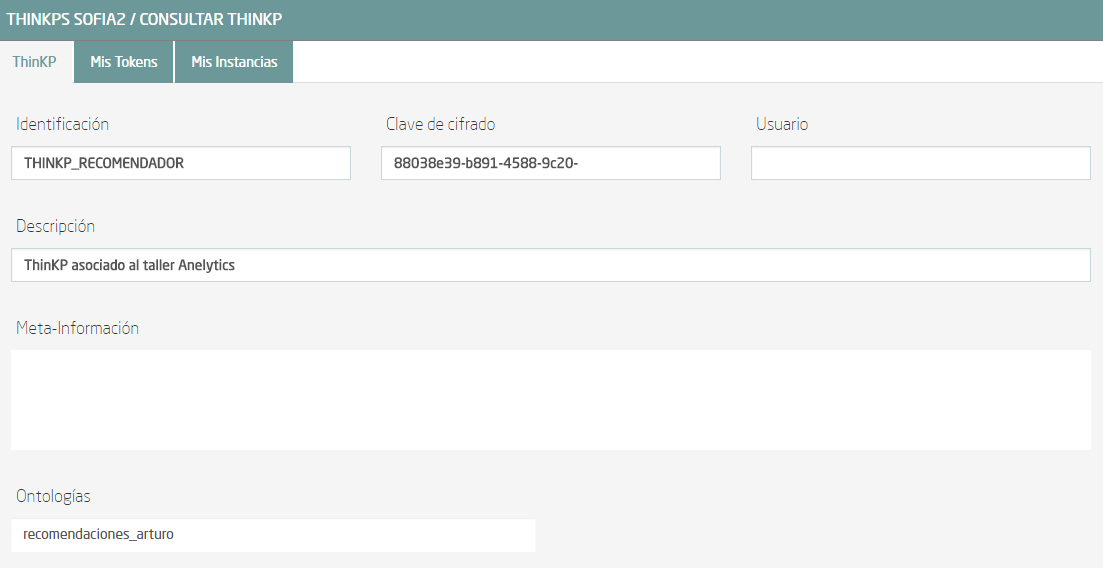 THINKPS SOFIA2 / CONSULTAR THINKP
ThinKP Mis Tokens Mis Instancias
Identificación Clave de cifrado Usuario
THINKP_RECOMENDADOR 88038e39-b891-4588-9c20-
Descripción
ThinKP asociado al taller Anelytics
Meta-Información
Ontologías
recomendaciones_arturo